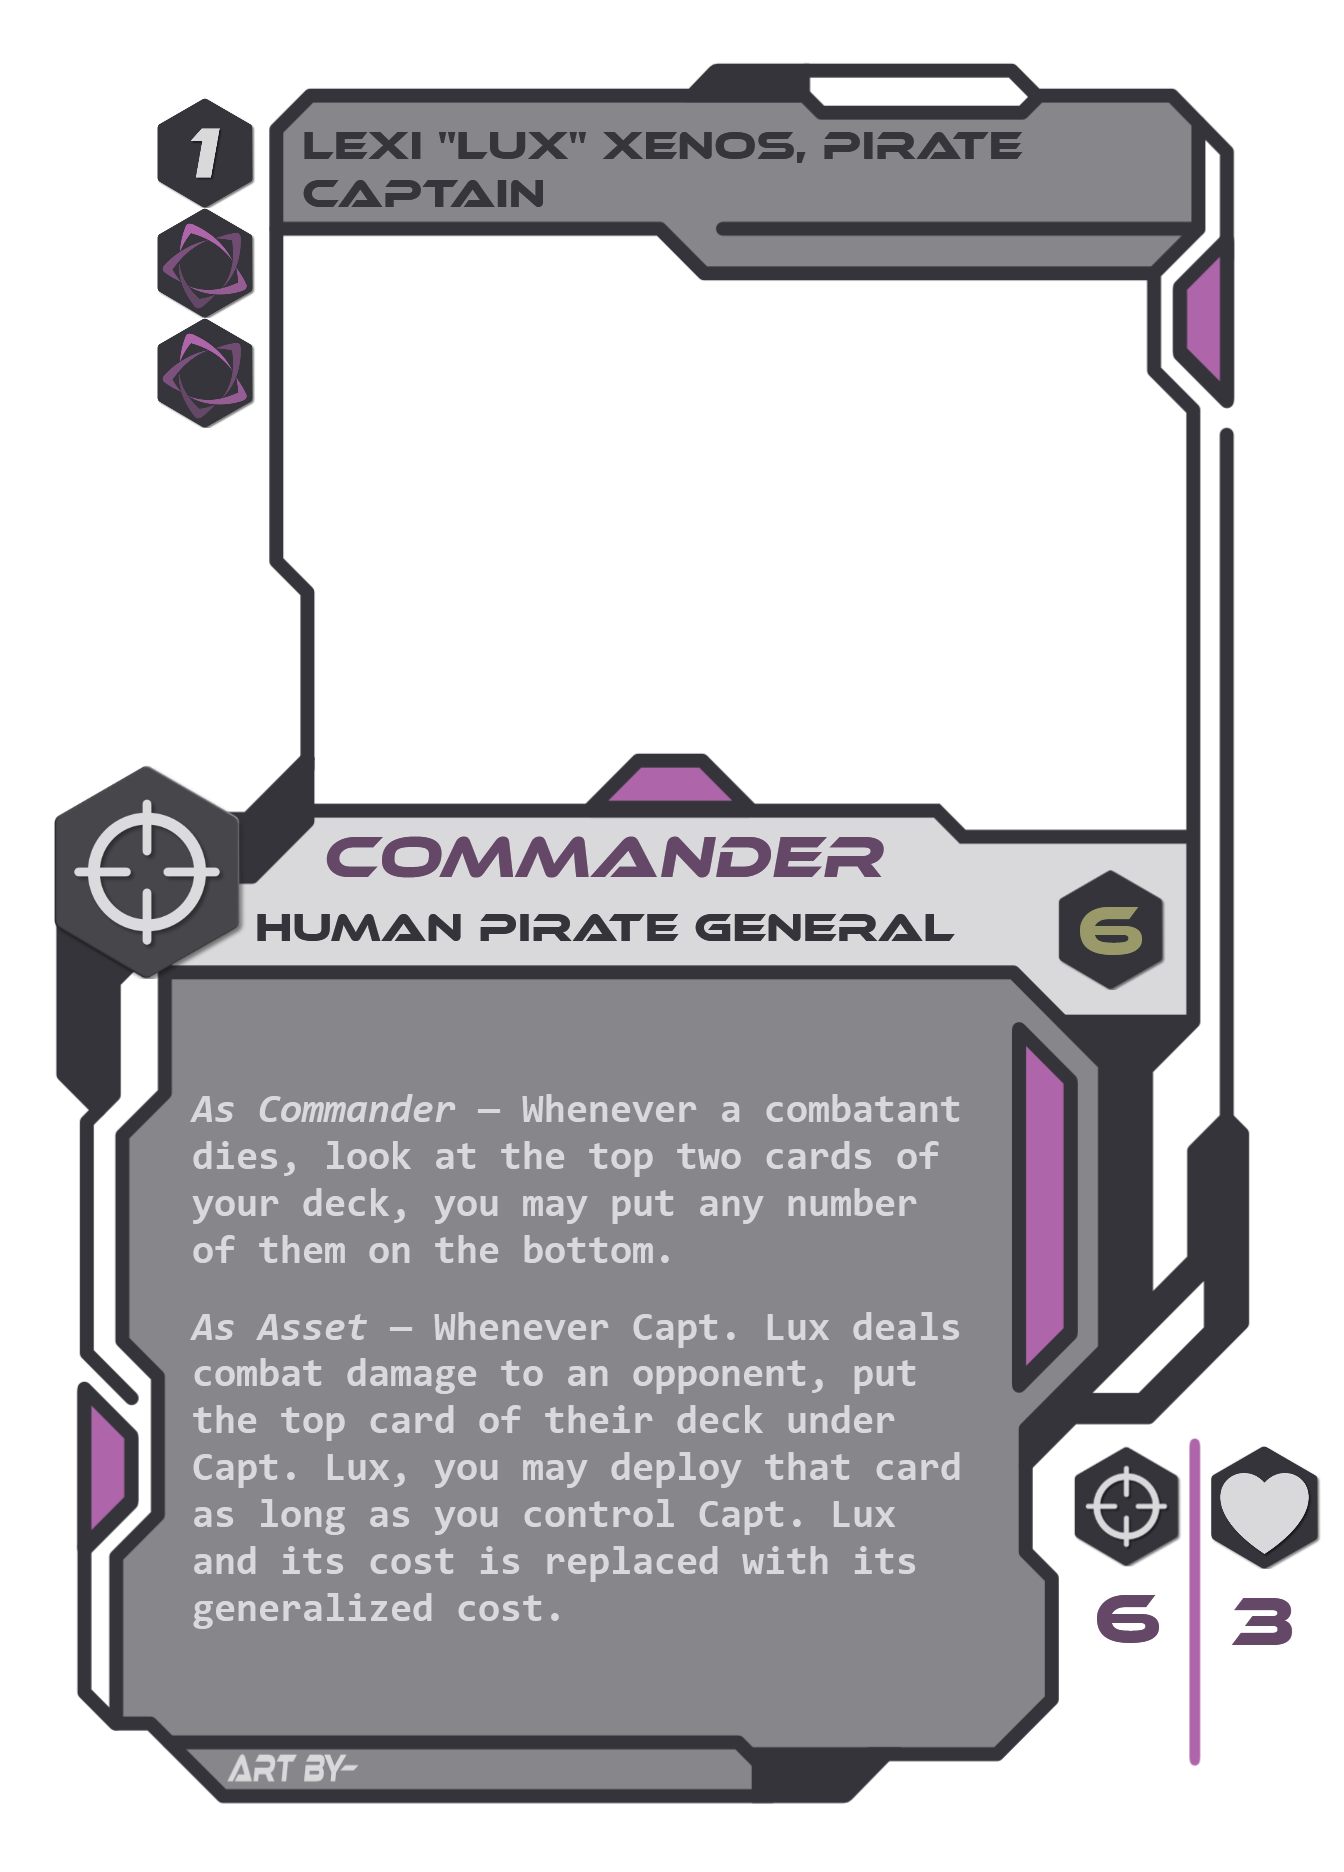 1
LEXI "LUX" XENOS, PIRATE
CAPTAIN
COMMANDER
HUMAN PIRATE GENERAL
6
As Commander — Whenever a combatant
dies, look at the top two cards of
your deck, you may put any number
of them on the bottom.
As Asset — Whenever Capt. Lux deals
combat damage to an opponent, put
the top card of their deck under
Capt. Lux, you may deploy that card
as long as you control Capt. Lux
and its cost is replaced with its
generalized cost.
6
3
ART BY-